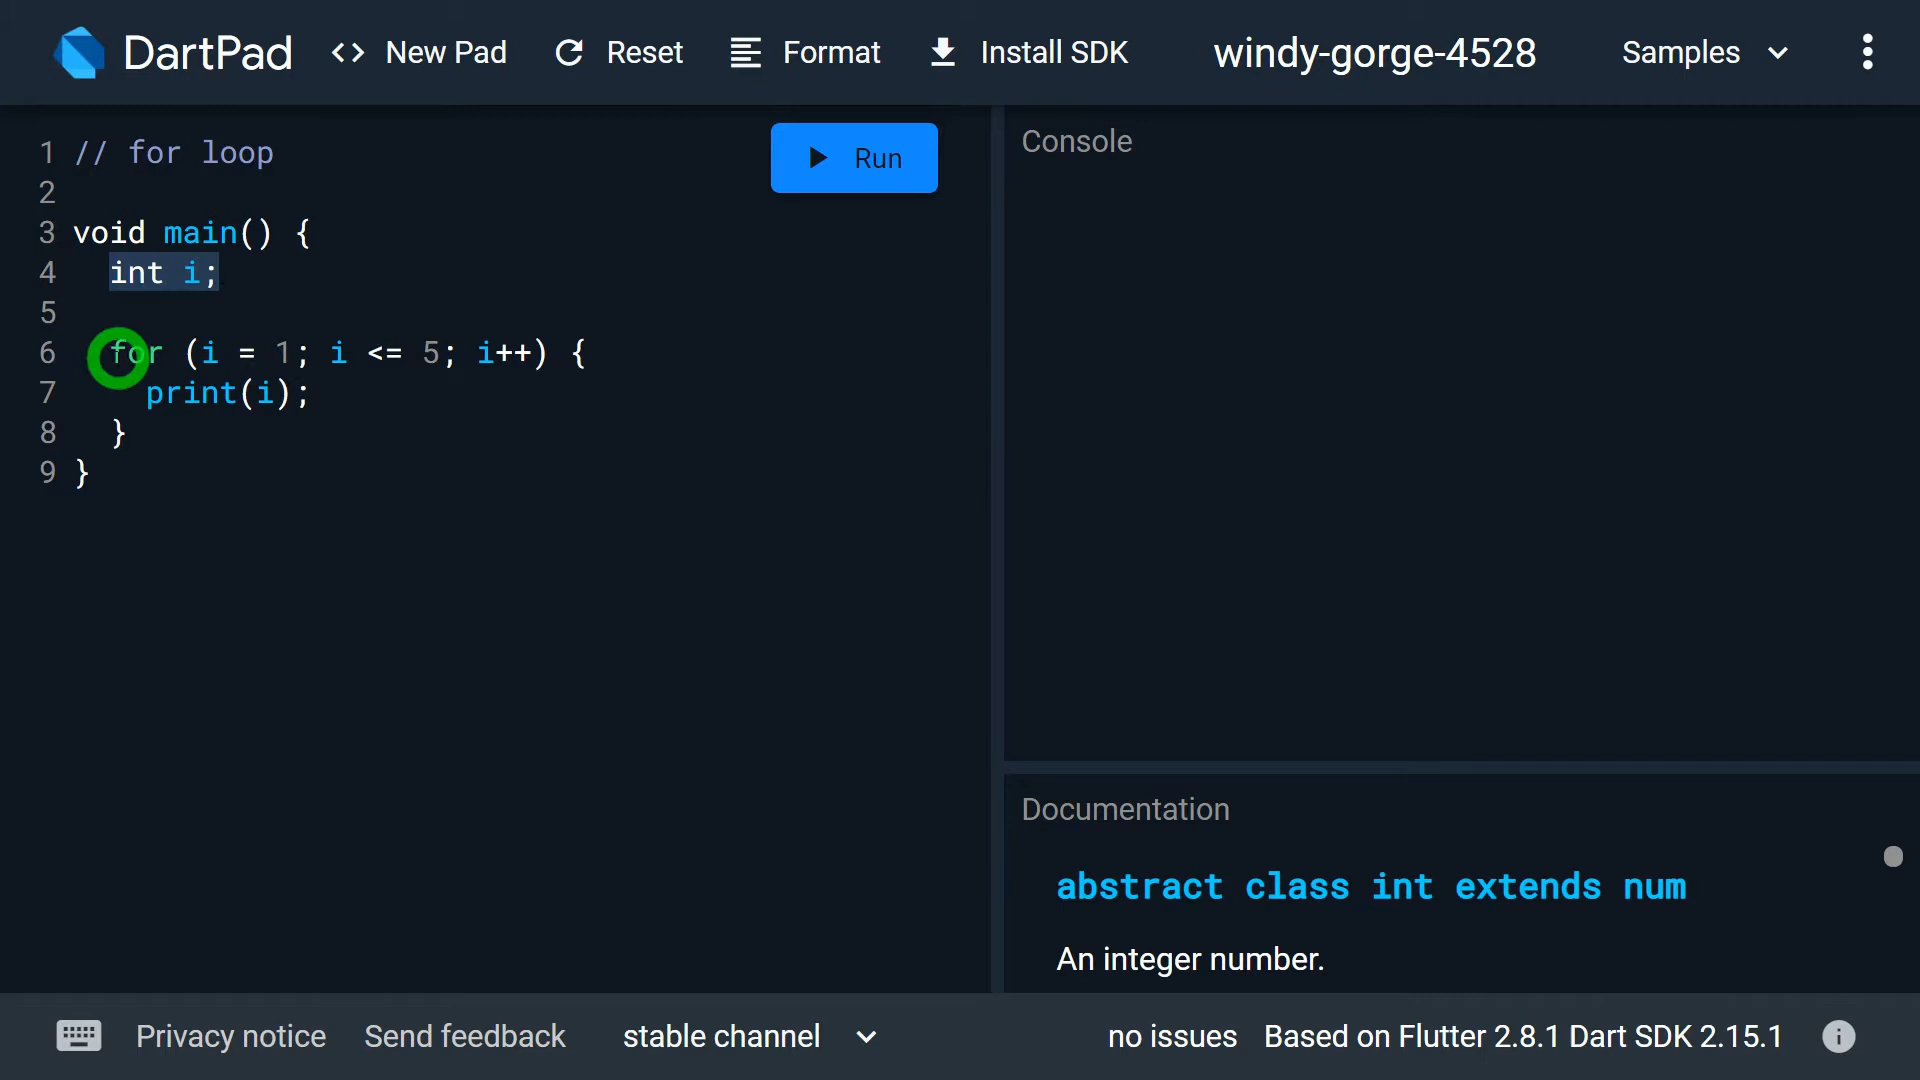 DartPad <> New Pad Reset Format Install SDK windy-gorge-4528 Samples
1 // for loop
2
3 void main() {
4   int i;
5
6   for (i = 1; i <= 5; i++) {
7     print(i);
8   }
9 }
Run
Console
Documentation
abstract class int extends num
An integer number.
Privacy notice Send feedback stable channel no issues Based on Flutter 2.8.1 Dart SDK 2.15.1